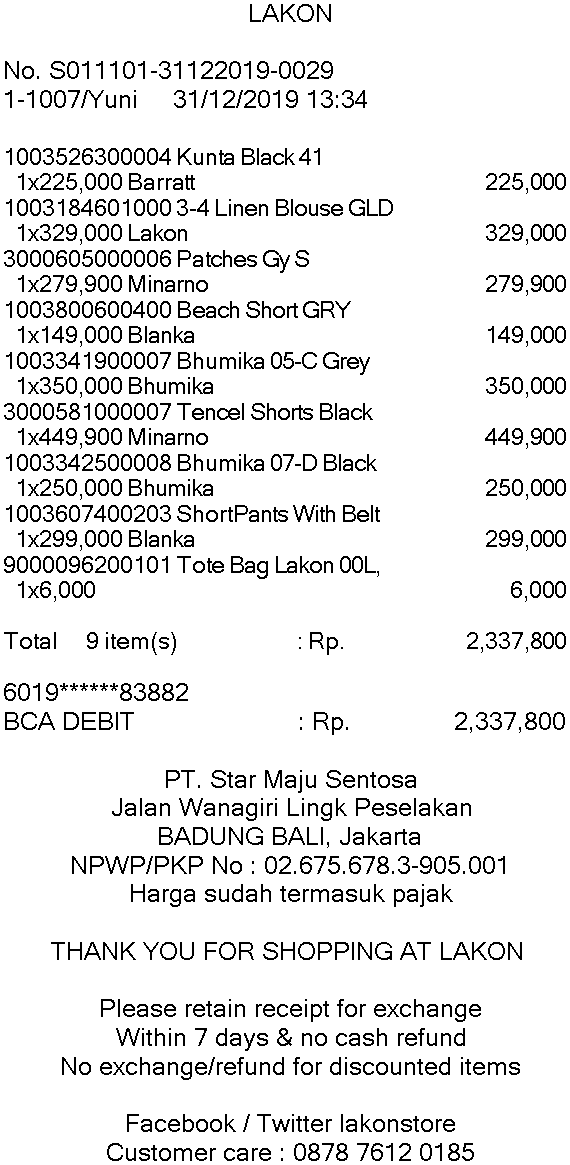 LAKON
No. S011101-31122019-0029
1-1007/Yuni 31/12/2019 13:34
1003526300004 Kunta Black 41
1x225,000 Barratt 225,000
1003184601000 3-4 Linen Blouse GLD
1x329,000 Lakon 329,000
3000605000006 Patches Gy S
1x279,900 Minarno 279,900
1003800600400 Beach Short GRY
1x149,000 Blanka 149,000
1003341900007 Bhumika 05-C Grey
1x350,000 Bhumika 350,000
3000581000007 Tencel Shorts Black
1x449,900 Minarno 449,900
1003342500008 Bhumika 07-D Black
1x250,000 Bhumika 250,000
1003607400203 ShortPants With Belt
1x299,000 Blanka 299,000
9000096200101 Tote Bag Lakon 00L,
1x6,000 6,000
Total 9 item(s) : Rp. 2,337,800
6019******83882
BCA DEBIT : Rp. 2,337,800
PT. Star Maju Sentosa
Jalan Wanagiri Lingk Peselakan
BADUNG BALI, Jakarta
NPWP/PKP No : 02.675.678.3-905.001
Harga sudah termasuk pajak
THANK YOU FOR SHOPPING AT LAKON
Please retain receipt for exchange
Within 7 days & no cash refund
No exchange/refund for discounted items
Facebook / Twitter lakonstore
Customer care : 0878 7612 0185